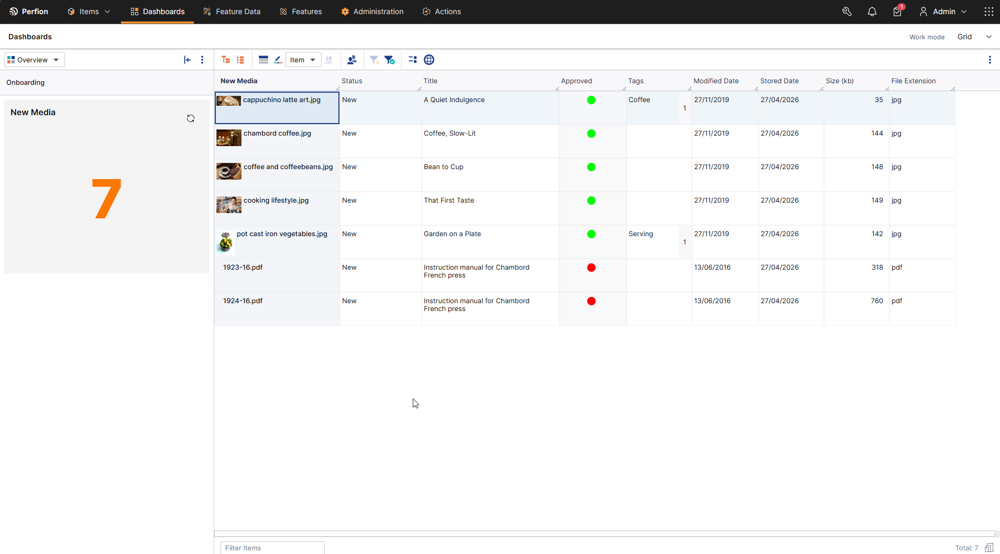 Perfion Items Dashboards Feature Data Features Administration Actions 1 Admin
Dashboards Work mode Grid
Overview Item
Onboarding
New Media
7
New Media Status Title Approved Tags Modified Date Stored Date Size (kb) File Extension
cappuchino latte art.jpg New A Quiet Indulgence Coffee 1 27/11/2019 27/04/2026 35 jpg
chambord coffee.jpg New Coffee, Slow-Lit 27/11/2019 27/04/2026 144 jpg
coffee and coffeebeans.jpg New Bean to Cup 27/11/2019 27/04/2026 148 jpg
cooking lifestyle.jpg New That First Taste 27/11/2019 27/04/2026 149 jpg
pot cast iron vegetables.jpg New Garden on a Plate Serving 1 27/11/2019 27/04/2026 142 jpg
1923-16.pdf New Instruction manual for Chambord 13/06/2016 27/04/2026 318 pdf
French press
1924-16.pdf New Instruction manual for Chambord 13/06/2016 27/04/2026 760 pdf
French press
Filter Items Total: 7